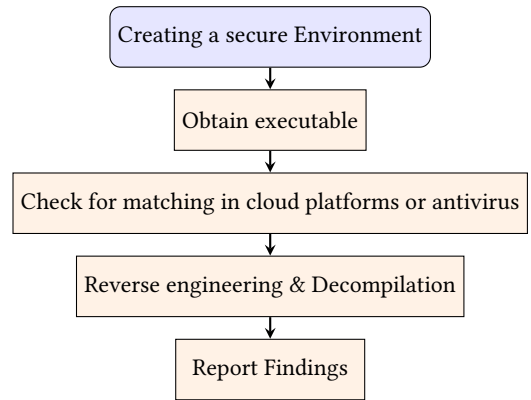 Creating a secure Environment
Obtain executable
Check for matching in cloud platforms or antivirus
Reverse engineering & Decompilation
Report Findings